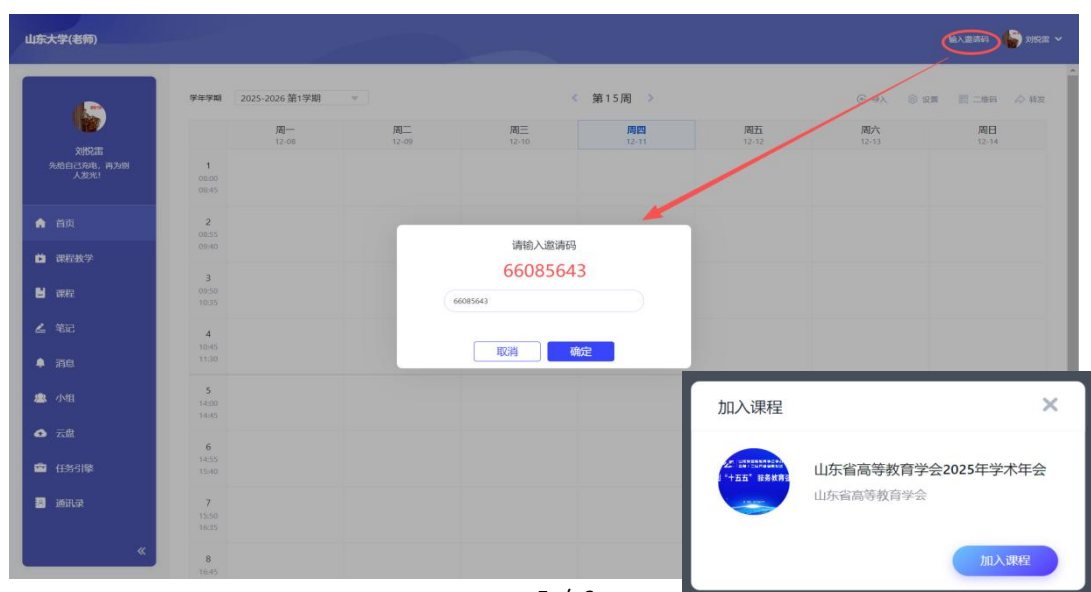 山东大学(老师)
输入邀请码
刘悦雷
刘悦雷
先给自己充电，再为别
人发光！
首页
课程教学
课程
笔记
消息
小组
云盘
任务引擎
通讯录
学年学期 2025-2026 第1学期
第15周
设置 二维码 转发
周一 周二 周三 周四 周五 周六 周日
12-08 12-09 12-10 12-11 12-12 12-13 12-14
1
08:00
08:45
2
08:55
09:40
3
09:50
10:35
4
10:45
11:30
5
14:00
14:45
6
14:55
15:40
7
15:50
16:35
8
16:45
请输入邀请码
66085643
66085643
取消 确定
加入课程
山东省高等教育学会2025年学术年会
山东省高等教育学会
加入课程